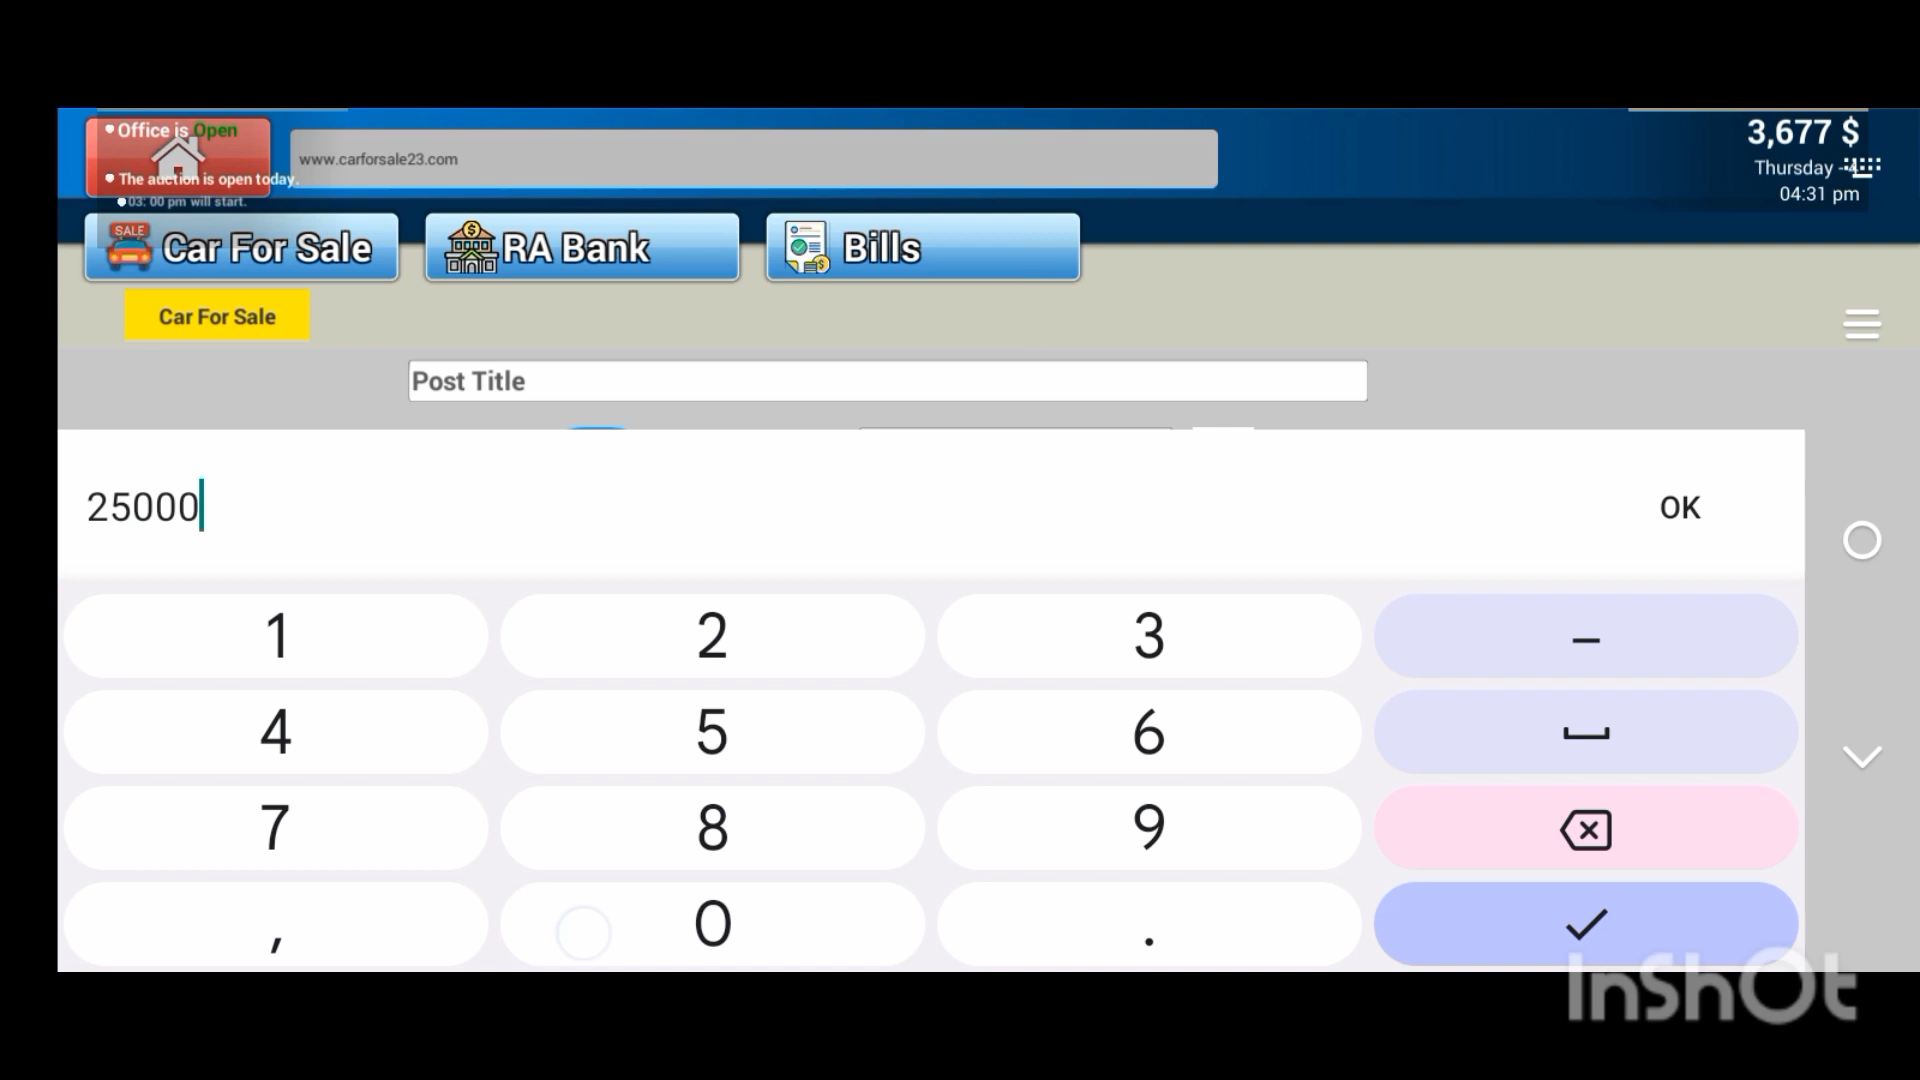 Office is Open
The auction is open today.
03: 00 pm will start.
www.carforsale23.com
3,677 $
Thursday -
04:31 pm
SALE
Car For Sale
RA Bank
Bills
Car For Sale
Post Title
25000
OK
1 2 3 –
4 5 6
7 8 9
, 0 .
InShOt